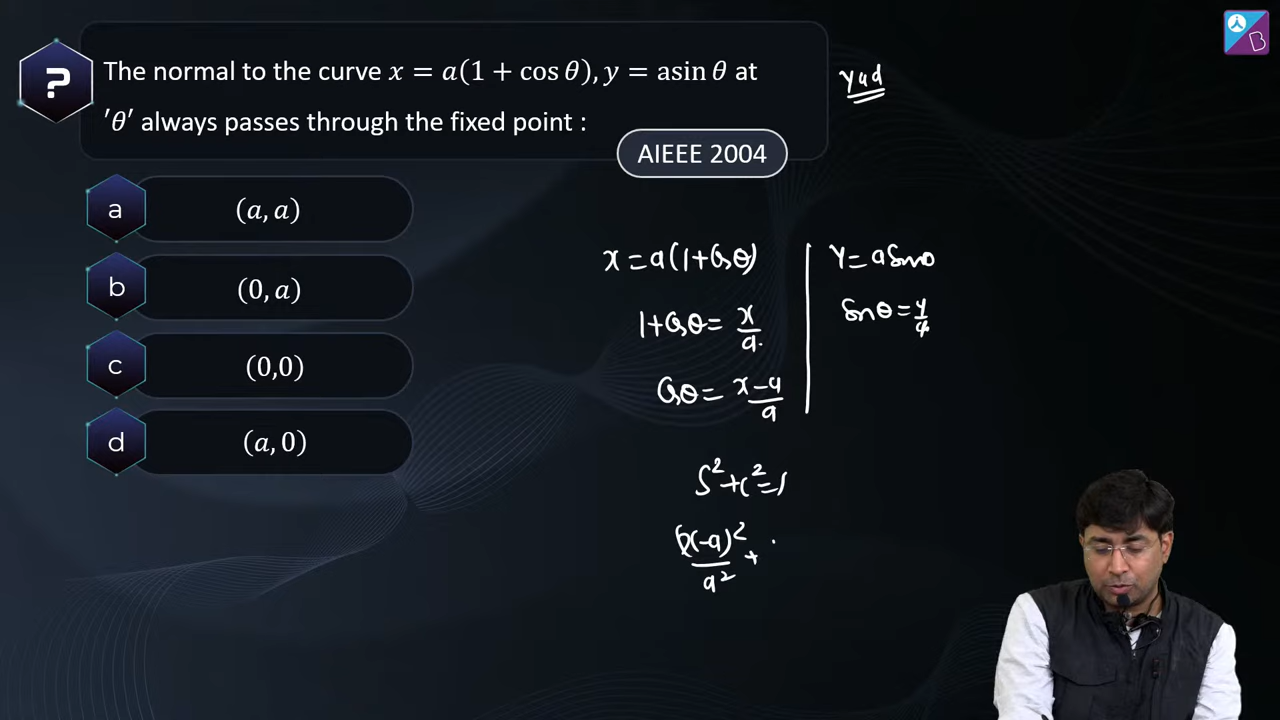 ?
The normal to the curve 𝑥 = 𝑎(1 + cos 𝜃), 𝑦 = asin 𝜃 at
′𝜃′ always passes through the fixed point :
AIEEE 2004
a (𝑎, 𝑎)
b (0, 𝑎)
c (0,0)
d (𝑎, 0)
yad
x = a(1+Cosθ)
y = a Sinθ
1+Cosθ = x/a
Sinθ = y/a
Cosθ = (x-a)/a
S²+C²=1
(x-a)²/a² +
B